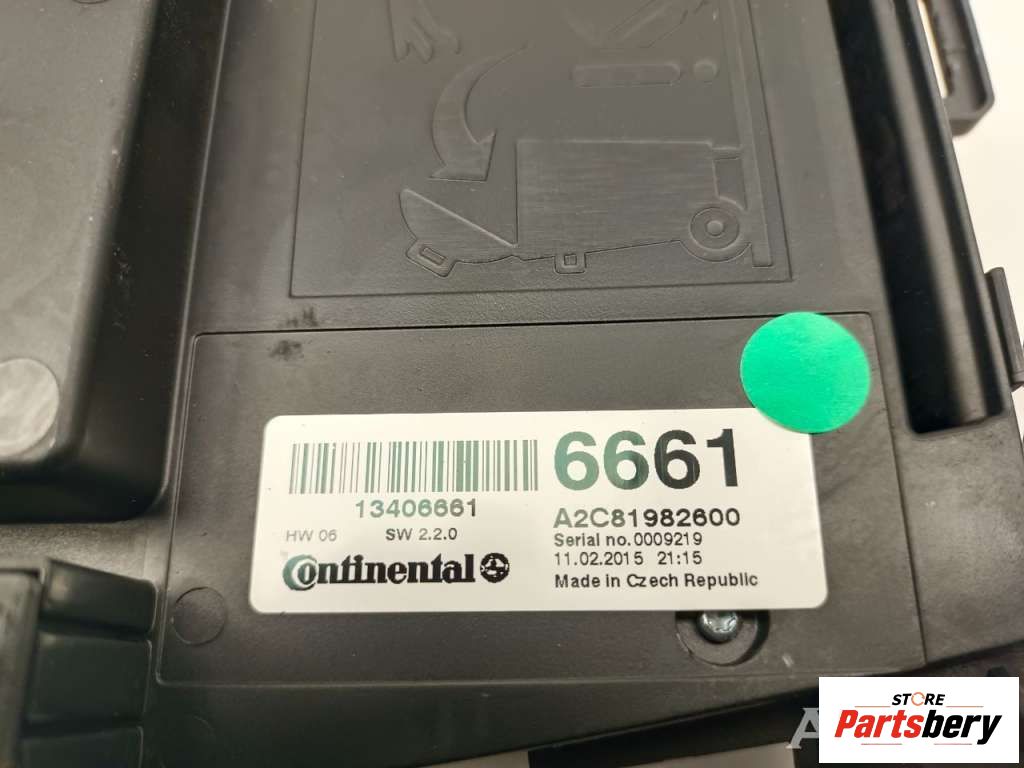 6661
13406661
A2C81982600
HW 06 SW 2.2.0
Serial no.0009219
11.02.2015 21:15
Continental
Made in Czech Republic
STORE
Partsbery